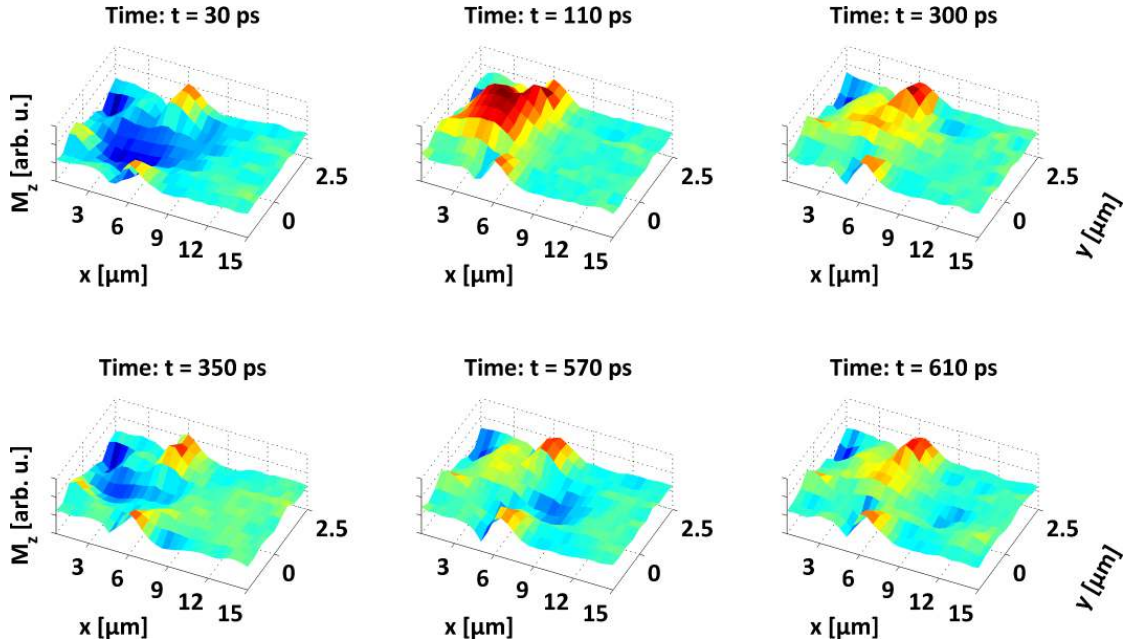 Time: t = 30 ps
Time: t = 110 ps
Time: t = 300 ps
M_z [arb. u.]
3
6
9
12
15
0
2.5
x [µm]
3
6
9
12
15
0
2.5
x [µm]
3
6
9
12
15
0
2.5
x [µm]
y [µm]
Time: t = 350 ps
Time: t = 570 ps
Time: t = 610 ps
M_z [arb. u.]
3
6
9
12
15
0
2.5
x [µm]
3
6
9
12
15
0
2.5
x [µm]
3
6
9
12
15
0
2.5
x [µm]
y [µm]